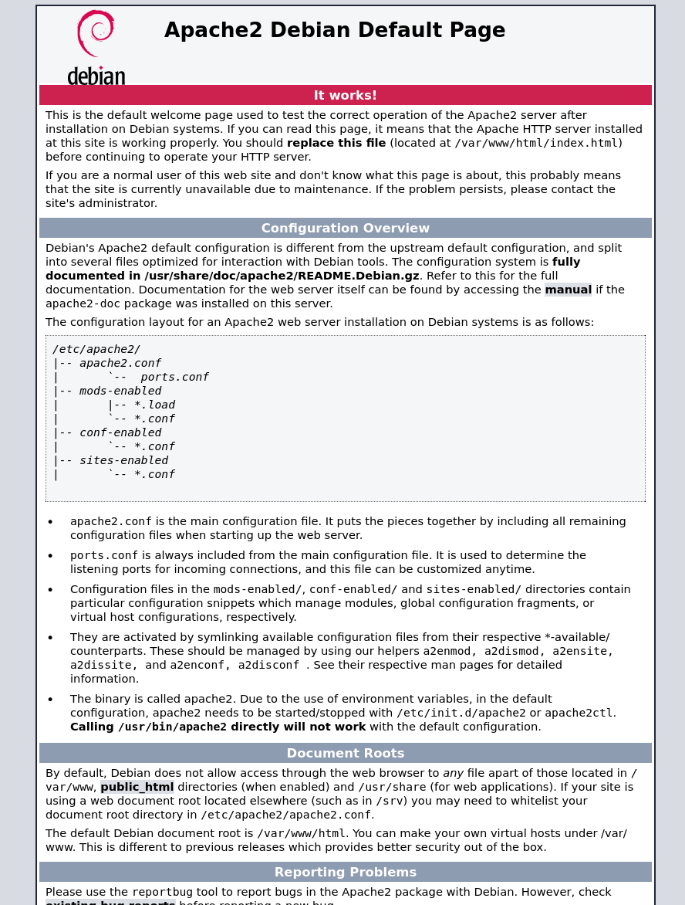 Apache2 Debian Default Page
debian
It works!
This is the default welcome page used to test the correct operation of the Apache2 server after
installation on Debian systems. If you can read this page, it means that the Apache HTTP server installed
at this site is working properly. You should replace this file (located at /var/www/html/index.html)
before continuing to operate your HTTP server.
If you are a normal user of this web site and don't know what this page is about, this probably means
that the site is currently unavailable due to maintenance. If the problem persists, please contact the
site's administrator.
Configuration Overview
Debian's Apache2 default configuration is different from the upstream default configuration, and split
into several files optimized for interaction with Debian tools. The configuration system is fully
documented in /usr/share/doc/apache2/README.Debian.gz. Refer to this for the full
documentation. Documentation for the web server itself can be found by accessing the manual if the
apache2-doc package was installed on this server.
The configuration layout for an Apache2 web server installation on Debian systems is as follows:
/etc/apache2/
|-- apache2.conf
|       `--  ports.conf
|-- mods-enabled
|       |-- *.load
|       `-- *.conf
|-- conf-enabled
|       `-- *.conf
|-- sites-enabled
|       `-- *.conf
• apache2.conf is the main configuration file. It puts the pieces together by including all remaining
configuration files when starting up the web server.
• ports.conf is always included from the main configuration file. It is used to determine the
listening ports for incoming connections, and this file can be customized anytime.
• Configuration files in the mods-enabled/, conf-enabled/ and sites-enabled/ directories contain
particular configuration snippets which manage modules, global configuration fragments, or
virtual host configurations, respectively.
• They are activated by symlinking available configuration files from their respective *-available/
counterparts. These should be managed by using our helpers a2enmod, a2dismod, a2ensite,
a2dissite, and a2enconf, a2disconf . See their respective man pages for detailed
information.
• The binary is called apache2. Due to the use of environment variables, in the default
configuration, apache2 needs to be started/stopped with /etc/init.d/apache2 or apache2ctl.
Calling /usr/bin/apache2 directly will not work with the default configuration.
Document Roots
By default, Debian does not allow access through the web browser to any file apart of those located in /
var/www, public_html directories (when enabled) and /usr/share (for web applications). If your site is
using a web document root located elsewhere (such as in /srv) you may need to whitelist your
document root directory in /etc/apache2/apache2.conf.
The default Debian document root is /var/www/html. You can make your own virtual hosts under /var/
www. This is different to previous releases which provides better security out of the box.
Reporting Problems
Please use the reportbug tool to report bugs in the Apache2 package with Debian. However, check
existing bug reports before reporting a new bug.